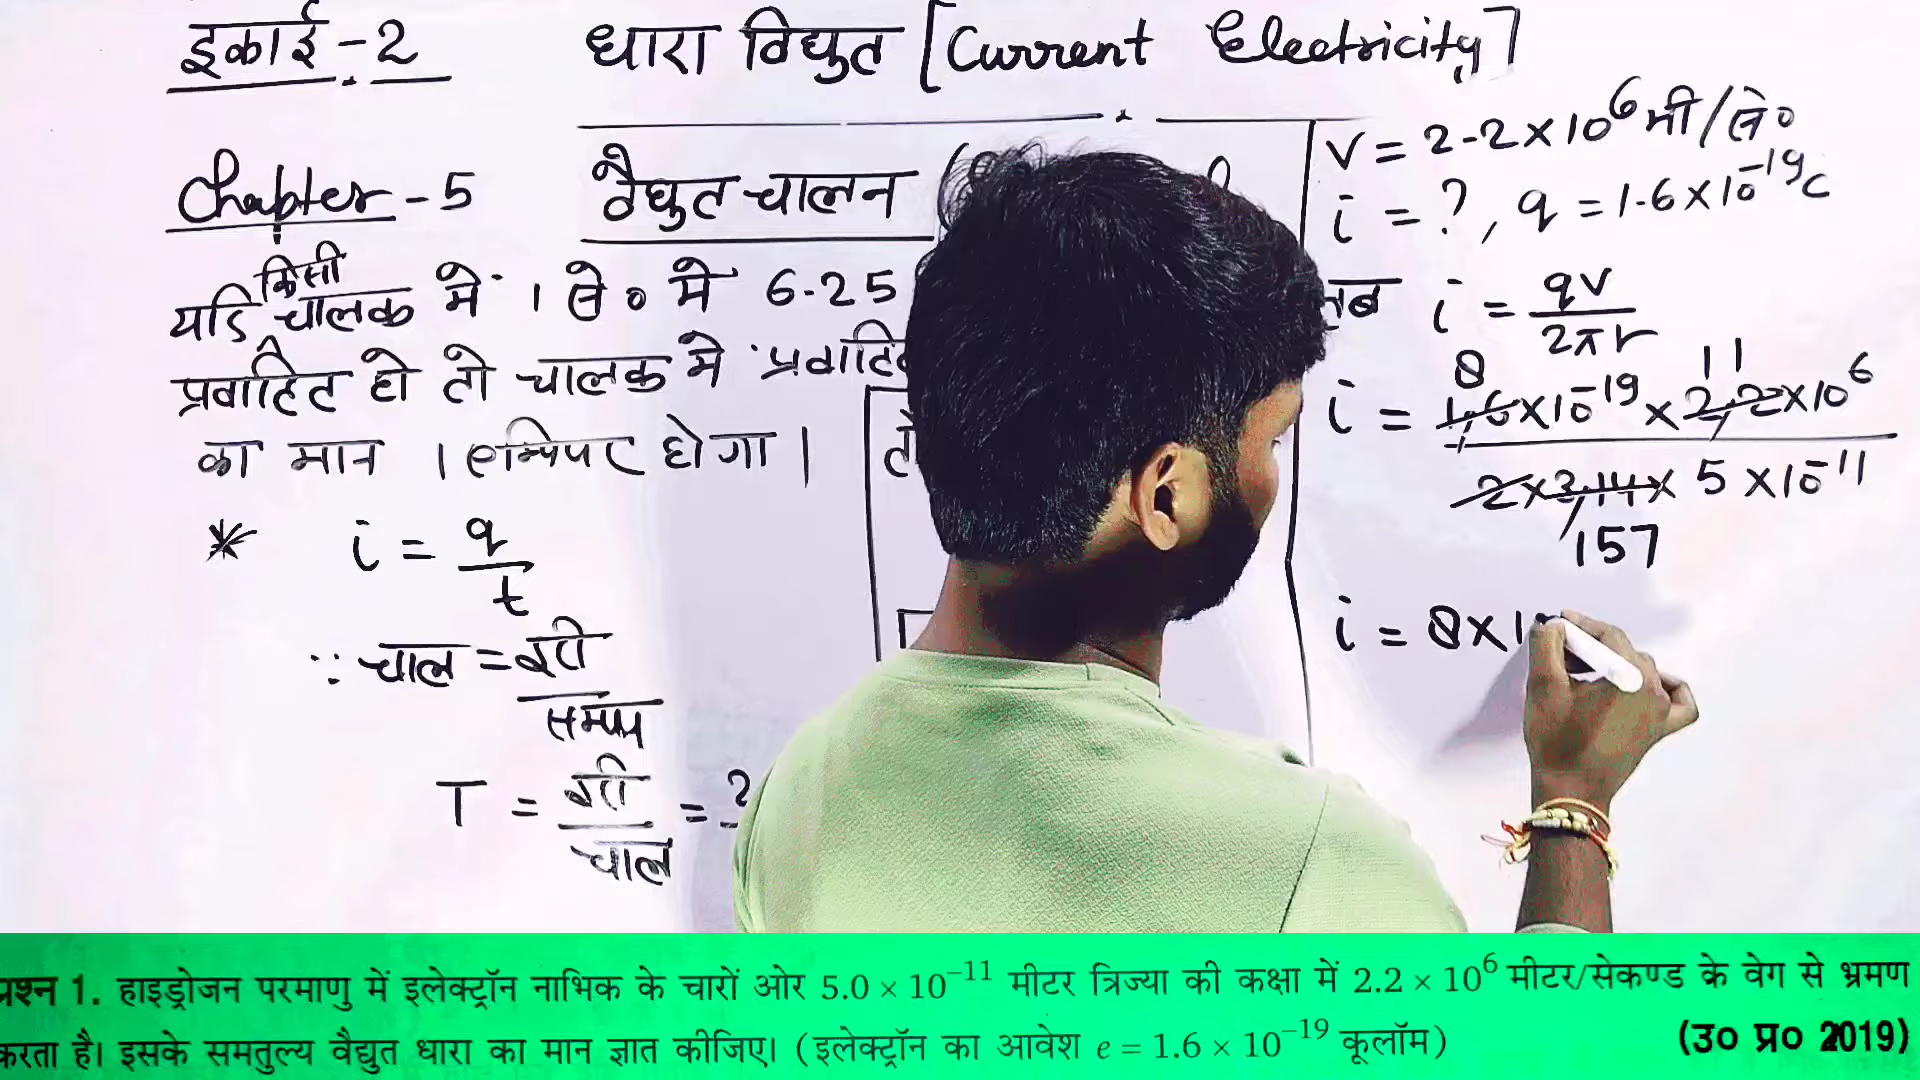 इकाई - 2
धारा विद्युत [Current Electricity]
Chapter - 5
वैद्युत चालन (
यदि किसी चालक में 1 से० में 6.25
प्रवाहित हो तो चालक में प्रवाहित
का मान 1 एम्पियर होगा |
* i = q/t
∵ चाल = दूरी/समय
T = दूरी/चाल = 2
v = 2.2 × 10⁶ मी/से०
i = ?, q = 1.6 × 10⁻¹⁹ C
i = qv/2πr
8 11
i = 1.6 × 10⁻¹⁹ × 2.2 × 10⁶
2 × 3.14 × 5 × 10⁻¹¹
157
i = 8 × 1
प्रश्न 1. हाइड्रोजन परमाणु में इलेक्ट्रॉन नाभिक के चारों ओर 5.0 × 10⁻¹¹ मीटर त्रिज्या की कक्षा में 2.2 × 10⁶ मीटर/सेकण्ड के वेग से भ्रमण
करता है। इसके समतुल्य वैद्युत धारा का मान ज्ञात कीजिए। (इलेक्ट्रॉन का आवेश e = 1.6 × 10⁻¹⁹ कूलॉम) (उ० प्र० 2019)